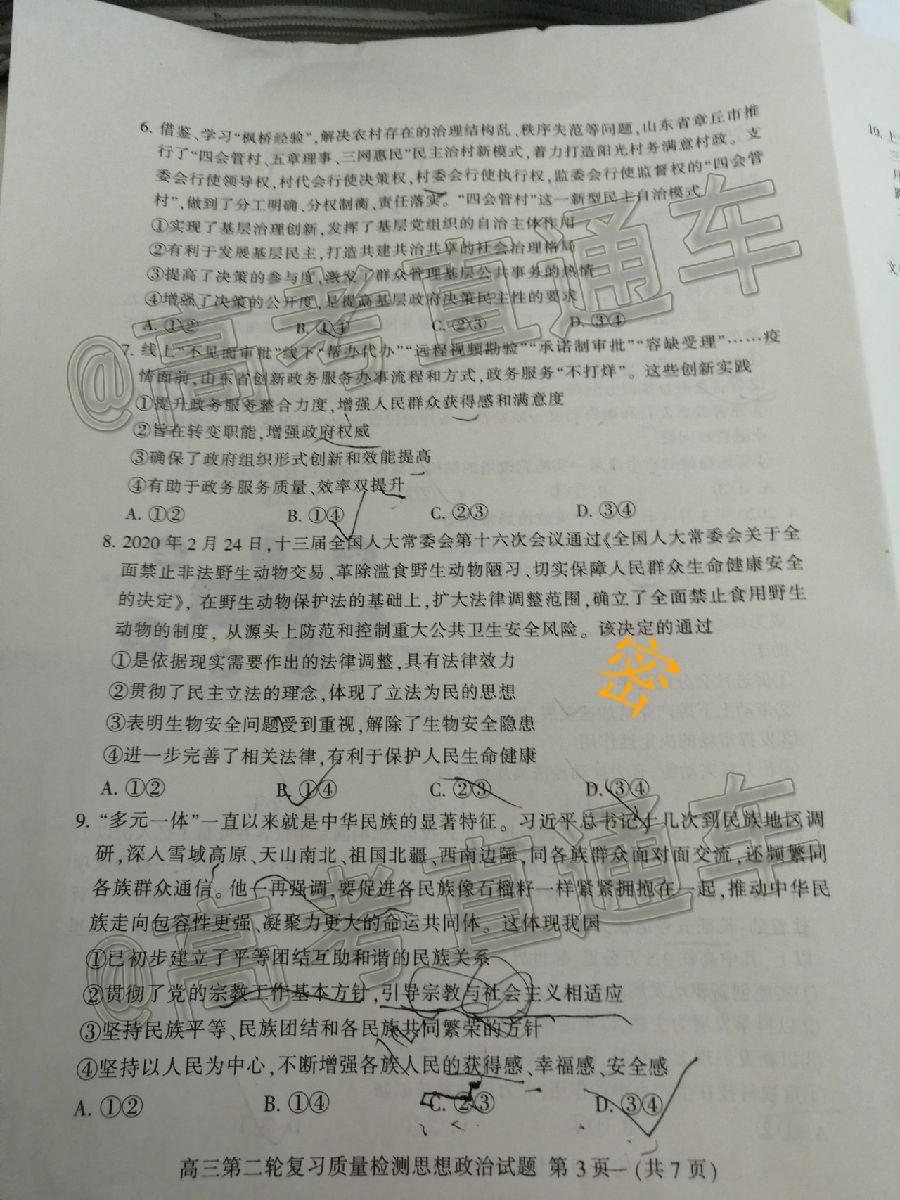 6. 借鉴、学习“枫桥经验”,解决农村存在的治理结构乱、秩序失范等问题,山东省章丘市推
行了“四会管村、五章理事、三网惠民”民主治村新模式,着力打造阳光村务满意村政。支
委会行使领导权,村代会行使决策权,村委会行使执行权,监委会行使监督权的“四会管
村”,做到了分工明确、分权制衡、责任落实。“四会管村”这一新型民主自治模式
①实现了基层治理创新,发挥了基层党组织的自治主体作用
②有利于发展基层民主,打造共建共治共享的社会治理格局
③提高了决策的参与度,激发了群众管理基层公共事务的热情
④增强了决策的公开度,是提高基层政府决策民主性的要求
A. ①② B. ①④ C. ②③ D. ③④
7. 线上“不见面审批”线下“帮办代办”“远程视频勘验”“承诺制审批”“容缺受理”……疫
情面前,山东省创新政务服务办事流程和方式,政务服务“不打烊”。这些创新实践
①提升政务服务整合力度,增强人民群众获得感和满意度
②旨在转变职能,增强政府权威
③确保了政府组织形式创新和效能提高
④有助于政务服务质量、效率双提升
A. ①② B. ①④ C. ②③ D. ③④
8. 2020年2月24日,十三届全国人大常委会第十六次会议通过《全国人大常委会关于全
面禁止非法野生动物交易、革除滥食野生动物陋习、切实保障人民群众生命健康安全
的决定》,在野生动物保护法的基础上,扩大法律调整范围,确立了全面禁止食用野生
动物的制度,从源头上防范和控制重大公共卫生安全风险。该决定的通过
①是依据现实需要作出的法律调整,具有法律效力
②贯彻了民主立法的理念,体现了立法为民的思想
③表明生物安全问题受到重视,解除了生物安全隐患
④进一步完善了相关法律,有利于保护人民生命健康
A. ①② B. ①④ C. ②③ D. ③④
密
9. “多元一体”一直以来就是中华民族的显著特征。习近平总书记十几次到民族地区调
研,深入雪域高原、天山南北、祖国北疆、西南边陲,同各族群众面对面交流,还频繁同
各族群众通信。他一再强调,要促进各民族像石榴籽一样紧紧拥抱在一起,推动中华民
族走向包容性更强、凝聚力更大的命运共同体。这体现我国
①已初步建立了平等团结互助和谐的民族关系
②贯彻了党的宗教工作基本方针,引导宗教与社会主义相适应
③坚持民族平等、民族团结和各民族共同繁荣的方针
④坚持以人民为中心,不断增强各族人民的获得感、幸福感、安全感
A. ①② B. ①④ C. ②③ D. ③④
高三第二轮复习质量检测思想政治试题 第3页 (共7页)
@高考直通车
@高考直通车
10. 上
三
月